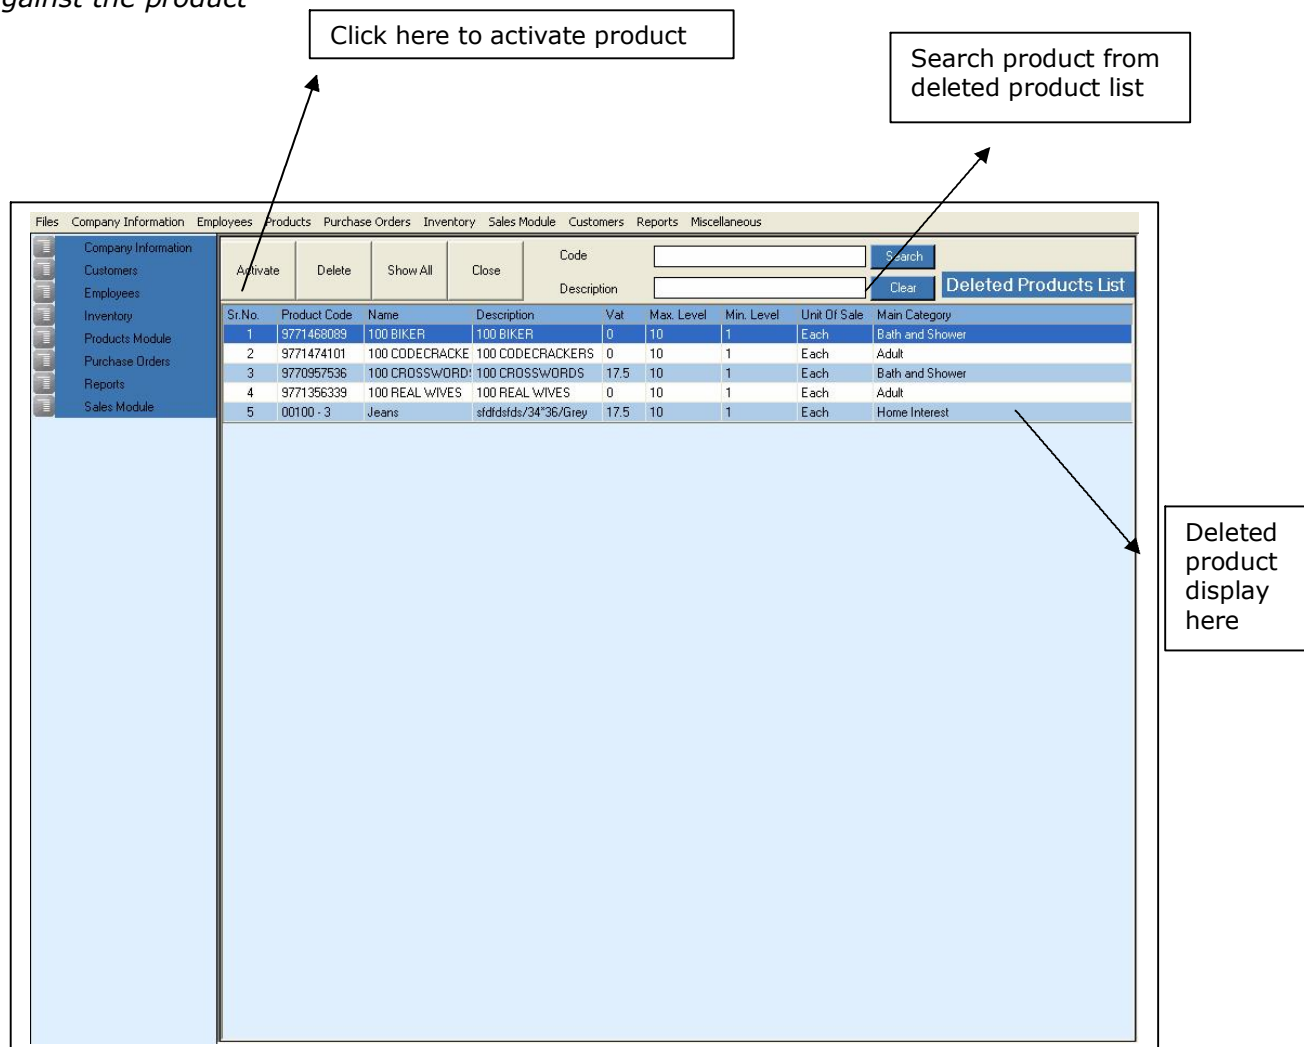 gainst the product
Click here to activate product
Search product from
deleted product list
Files Company Information Employees Products Purchase Orders Inventory Sales Module Customers Reports Miscellaneous
Company Information
Customers
Employees
Inventory
Products Module
Purchase Orders
Reports
Sales Module
Activate Delete Show All Close
Code Search
Description Clear Deleted Products List
Sr.No. Product Code Name Description Vat Max. Level Min. Level Unit Of Sale Main Category
1 9771468089 100 BIKER 100 BIKER 0 10 1 Each Bath and Shower
2 9771474101 100 CODECRACKE 100 CODECRACKERS 0 10 1 Each Adult
3 9770957536 100 CROSSWORD 100 CROSSWORDS 17.5 10 1 Each Bath and Shower
4 9771356339 100 REAL WIVES 100 REAL WIVES 0 10 1 Each Adult
5 00100 - 3 Jeans sfdfdsfds/34"36/Grey 17.5 10 1 Each Home Interest
Deleted
product
display
here